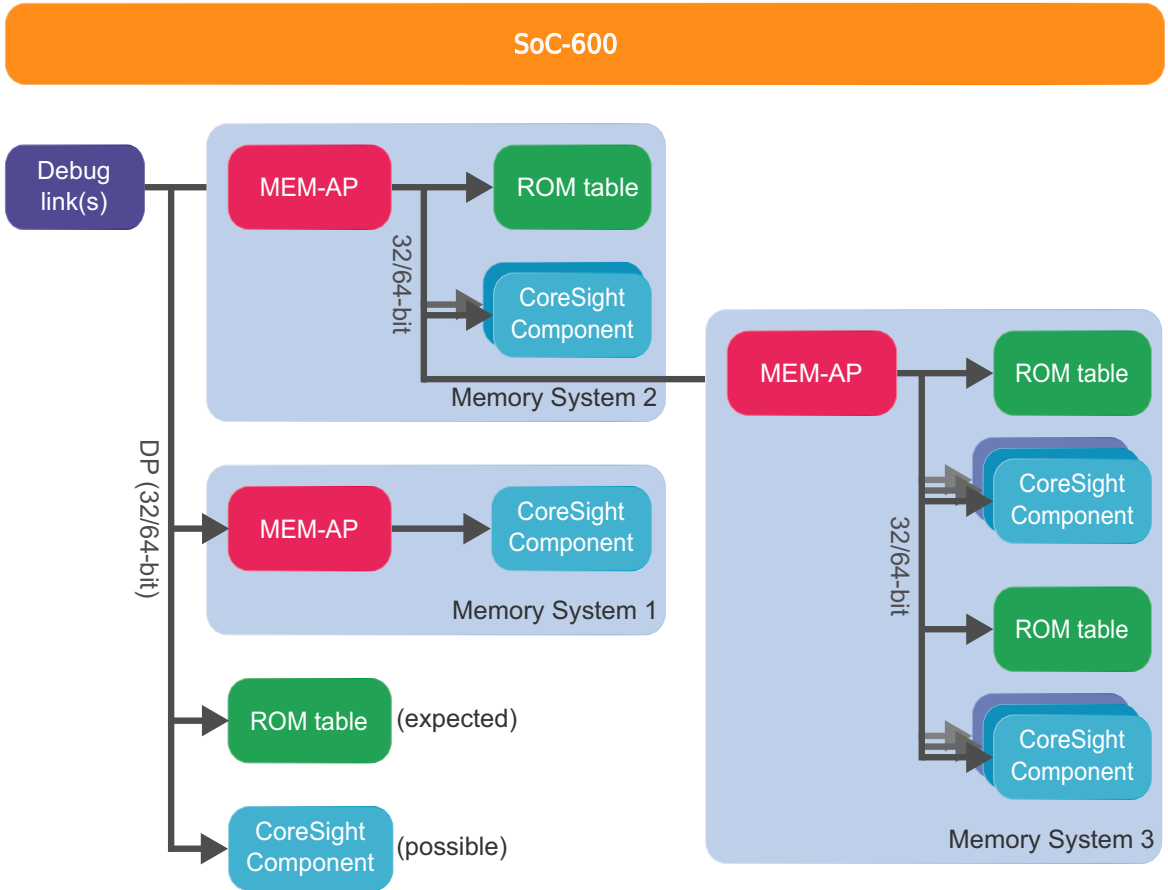 SoC-600
Debug
link(s)
MEM-AP
ROM table
32/64-bit
CoreSight
Component
Memory System 2
MEM-AP
ROM table
CoreSight
Component
32/64-bit
ROM table
CoreSight
Component
Memory System 3
DP (32/64-bit)
MEM-AP
CoreSight
Component
Memory System 1
ROM table
(expected)
CoreSight
Component
(possible)